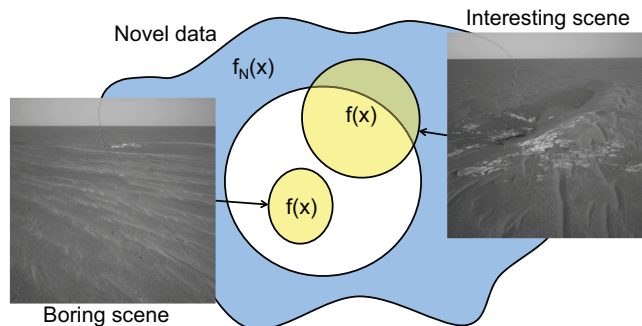 Interesting scene
Novel data
f_N(x)
f(x)
f(x)
Boring scene